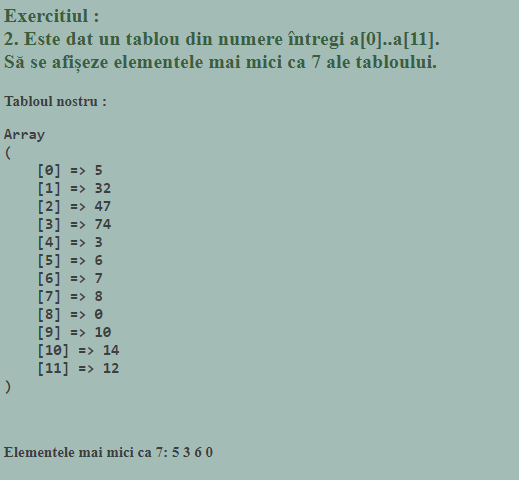 Exercitiul :
2. Este dat un tablou din numere întregi a[0]..a[11].
Să se afișeze elementele mai mici ca 7 ale tabloului.
Tabloul nostru :
Array
(
    [0] => 5
    [1] => 32
    [2] => 47
    [3] => 74
    [4] => 3
    [5] => 6
    [6] => 7
    [7] => 8
    [8] => 0
    [9] => 10
    [10] => 14
    [11] => 12
)
Elementele mai mici ca 7: 5 3 6 0